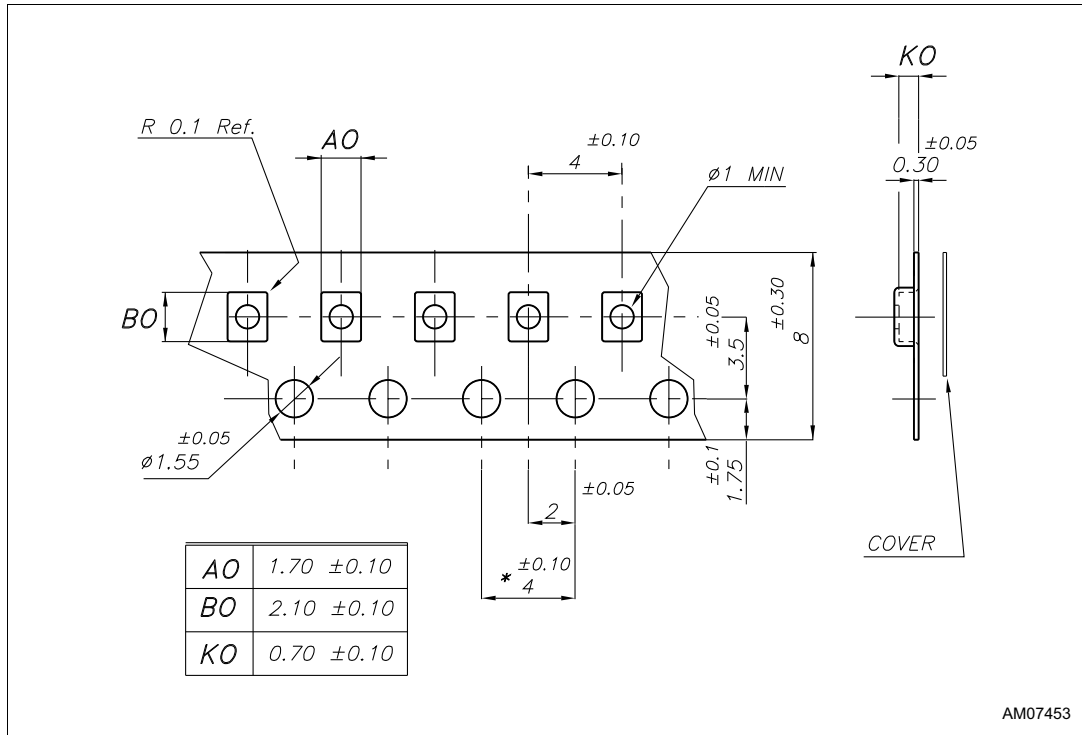 KO
R 0.1 Ref.
AO
±0.10
4
ø1 MIN
±0.05
0.30
BO
±0.05
3.5
±0.30
8
±0.05
ø1.55
±0.1
1.75
±0.05
2
±0.10
* 4
COVER
AO 1.70 ±0.10
BO 2.10 ±0.10
KO 0.70 ±0.10
AM07453